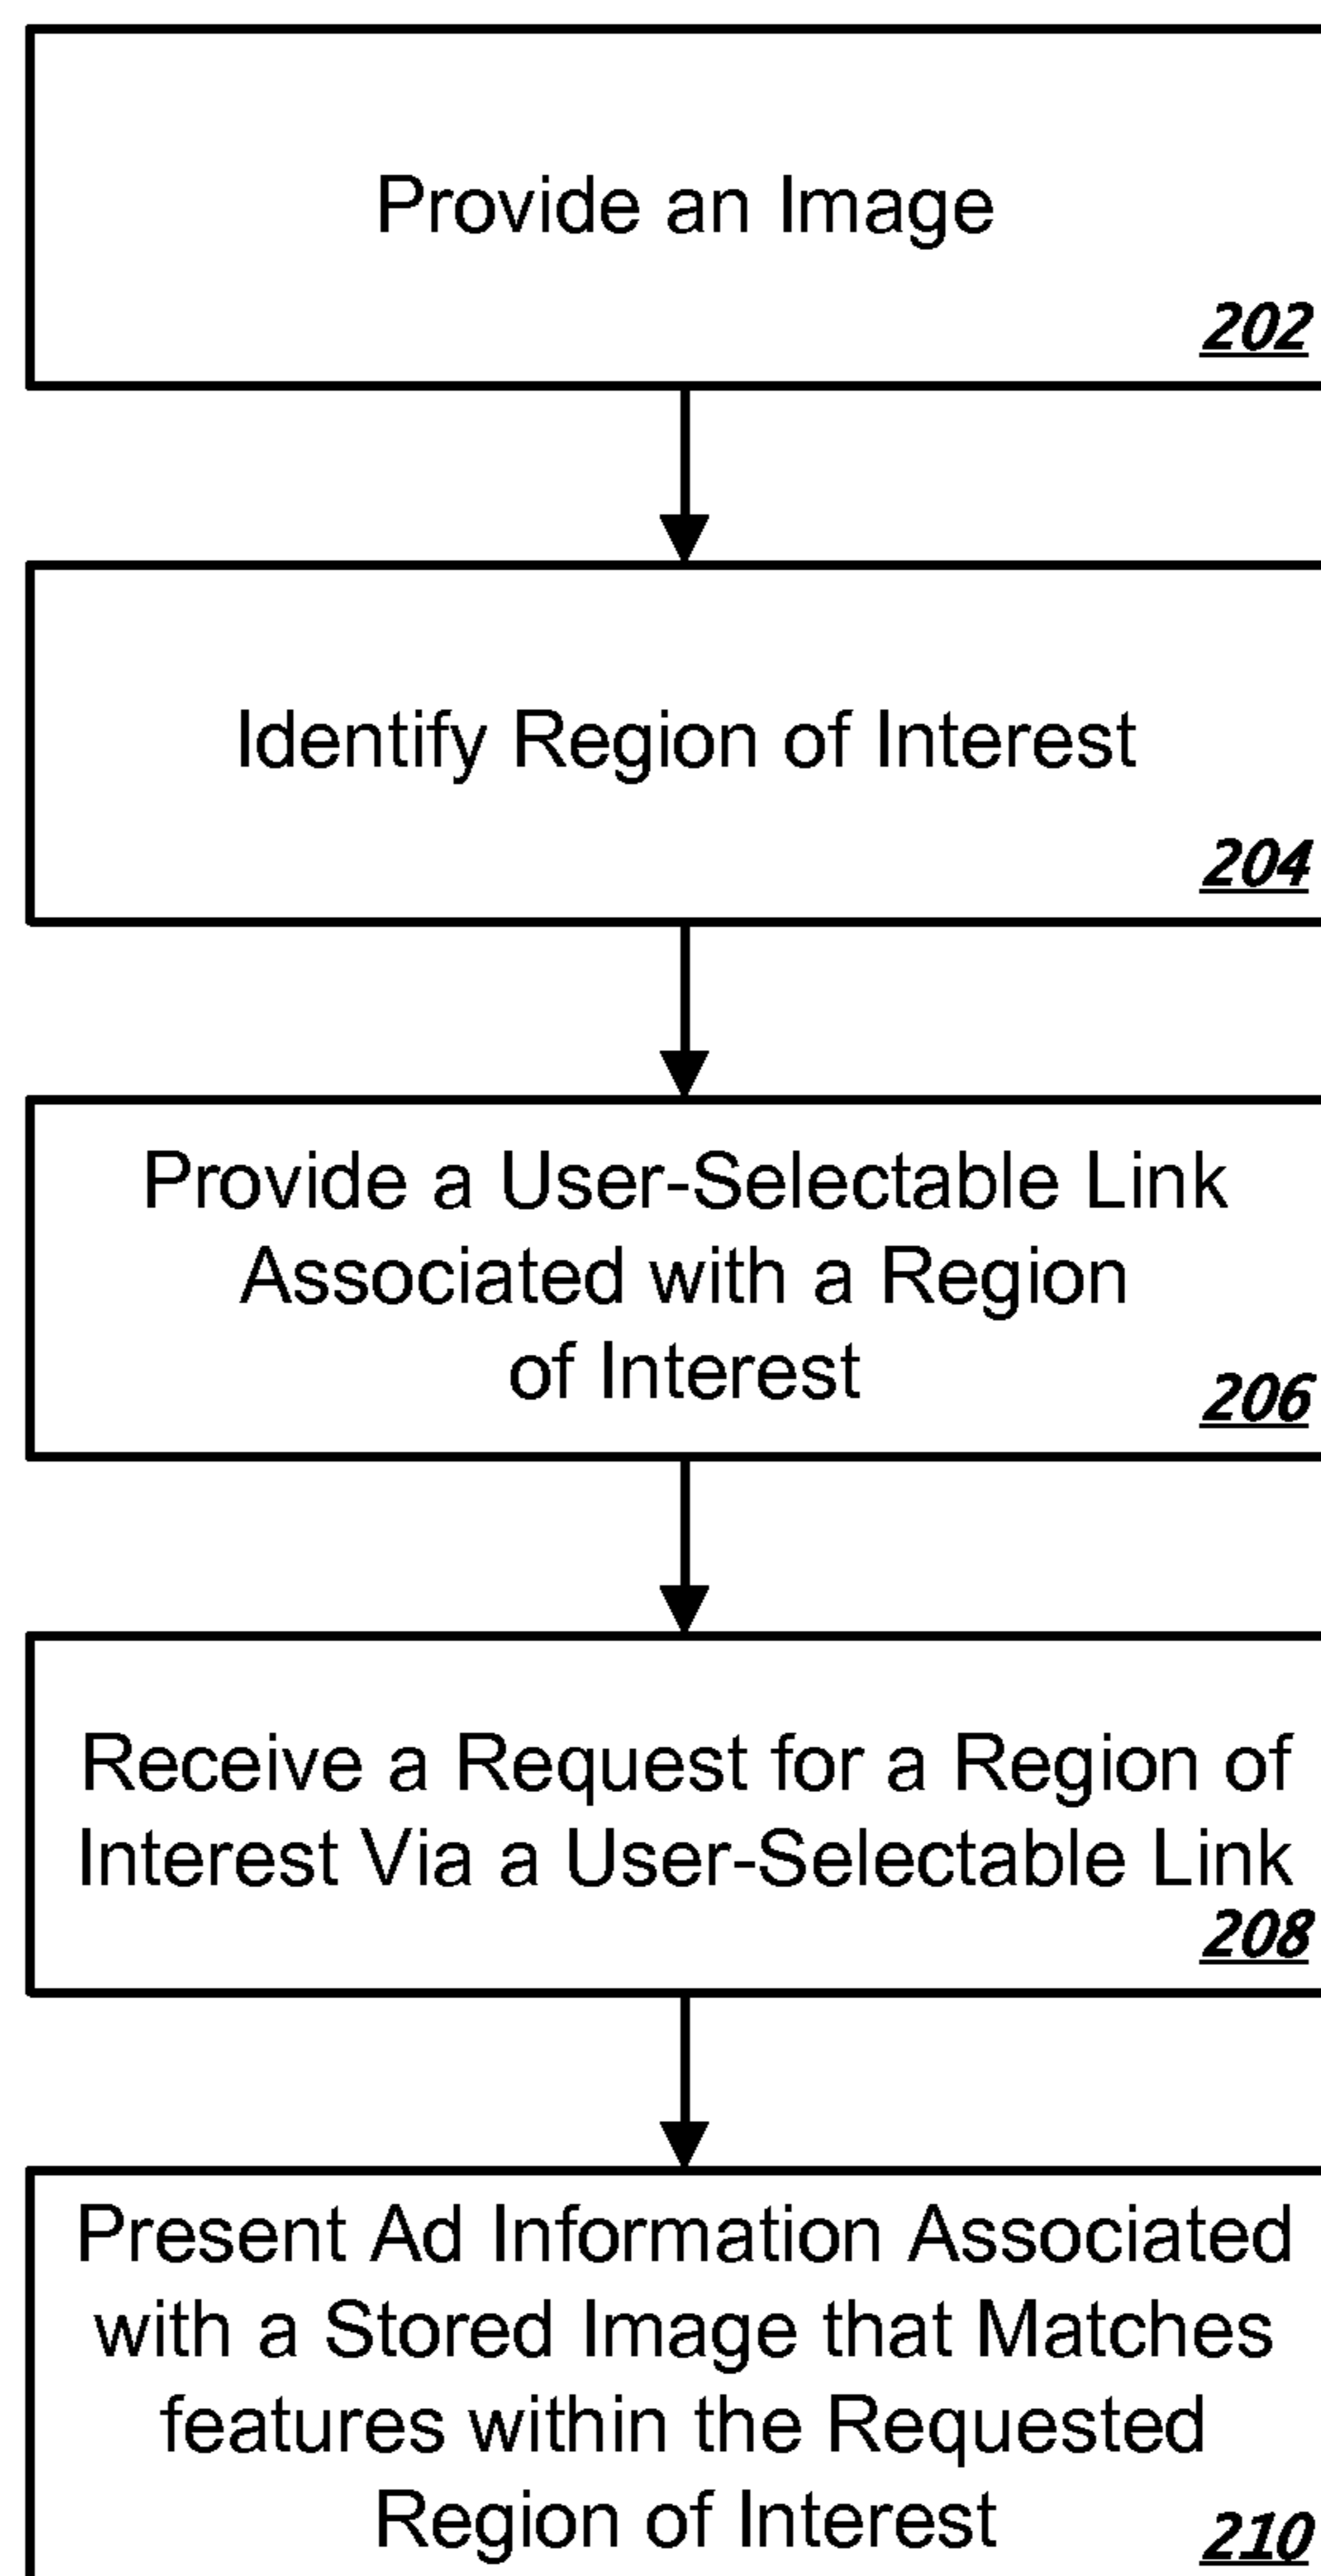 Provide an Image
202
Identify Region of Interest
204
Provide a User-Selectable Link
Associated with a Region
of Interest
206
Receive a Request for a Region of
Interest Via a User-Selectable Link
208
Present Ad Information Associated
with a Stored Image that Matches
features within the Requested
Region of Interest
210